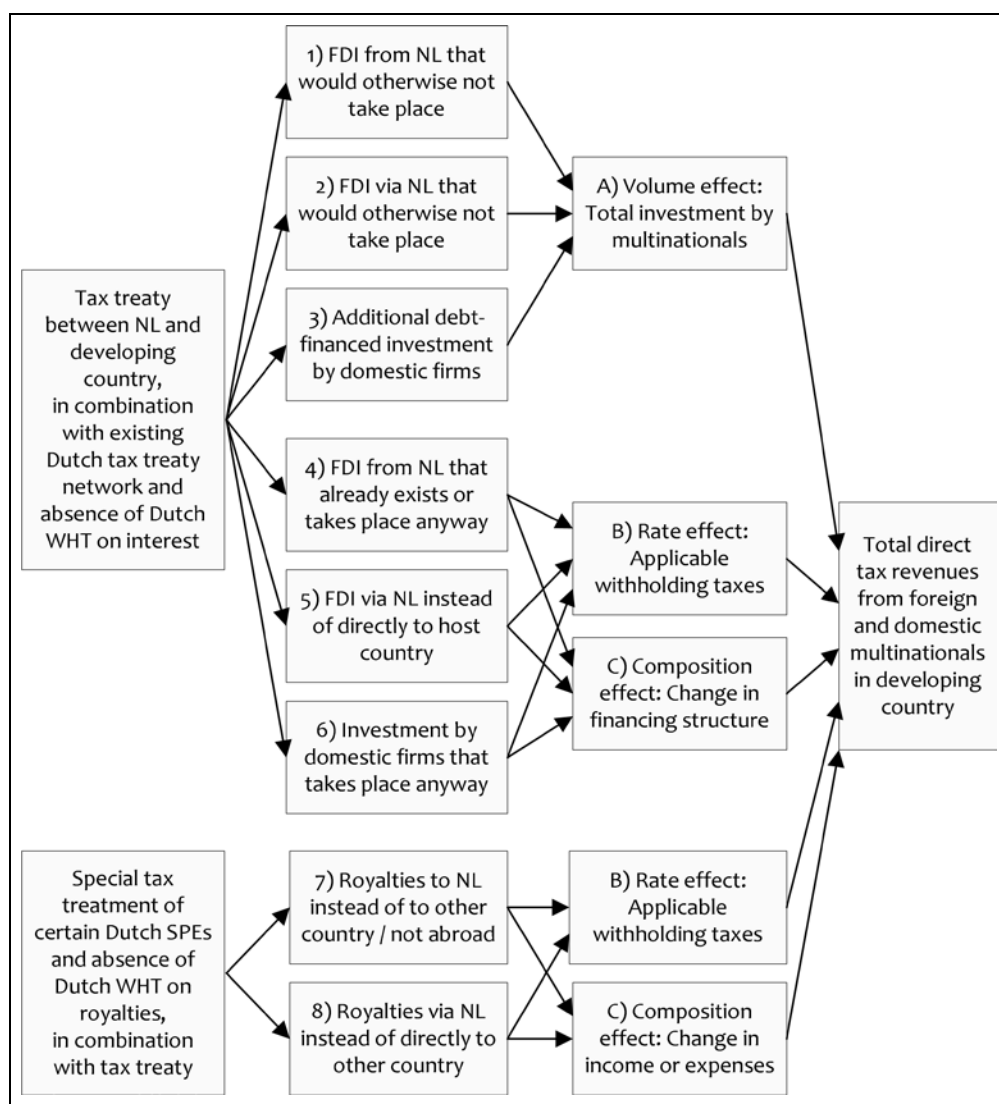 1) FDI from NL that
would otherwise not
take place
2) FDI via NL that
would otherwise not
take place
A) Volume effect:
Total investment by
multinationals
Tax treaty
between NL and
developing
country,
in combination
with existing
Dutch tax treaty
network and
absence of Dutch
WHT on interest
3) Additional debt-
financed investment
by domestic firms
4) FDI from NL that
already exists or
takes place anyway
5) FDI via NL instead
of directly to host
country
6) Investment by
domestic firms that
takes place anyway
B) Rate effect:
Applicable
withholding taxes
C) Composition
effect: Change in
financing structure
Total direct
tax revenues
from foreign
and domestic
multinationals
in developing
country
Special tax
treatment of
certain Dutch SPEs
and absence of
Dutch WHT on
royalties,
in combination
with tax treaty
7) Royalties to NL
instead of to other
country / not abroad
8) Royalties via NL
instead of directly to
other country
B) Rate effect:
Applicable
withholding taxes
C) Composition
effect: Change in
income or expenses